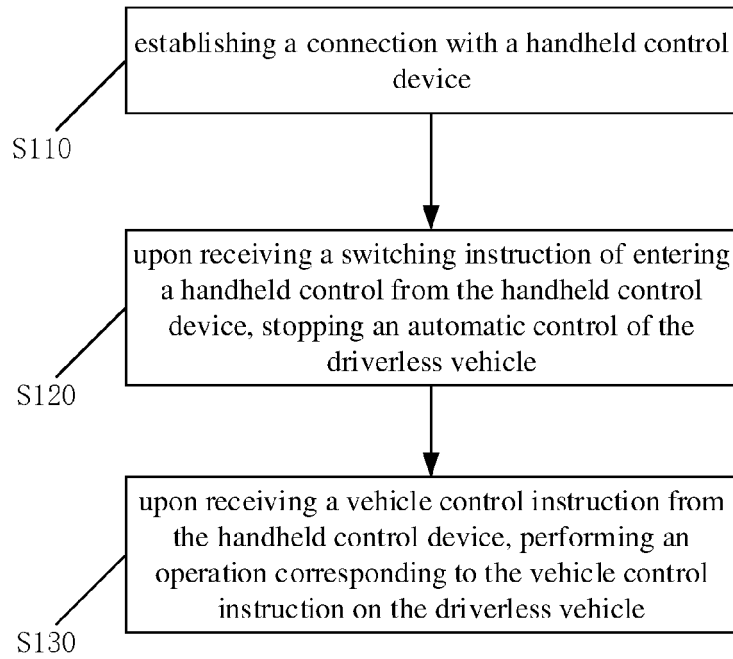 establishing a connection with a handheld control
device
S110
upon receiving a switching instruction of entering
a handheld control from the handheld control
device, stopping an automatic control of the
driverless vehicle
S120
upon receiving a vehicle control instruction from
the handheld control device, performing an
operation corresponding to the vehicle control
instruction on the driverless vehicle
S130